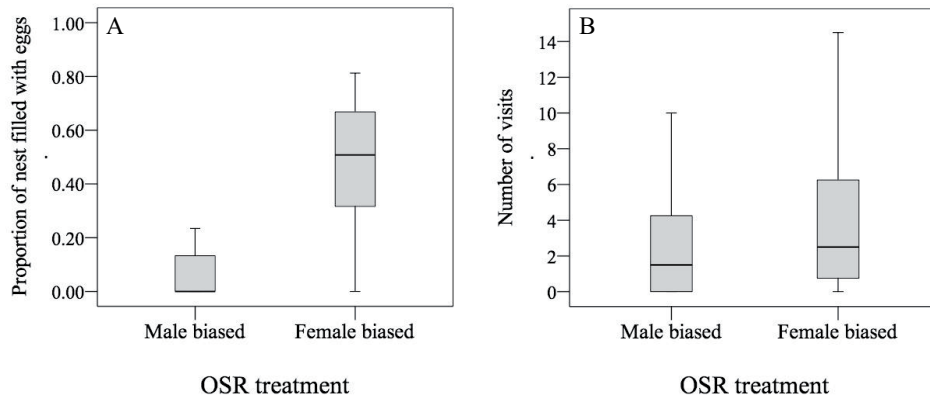 A
Proportion of nest filled with eggs
1.00
0.80
0.60
0.40
0.20
0.00
Male biased
Female biased
OSR treatment
B
Number of visits
14
12
10
8
6
4
2
0
Male biased
Female biased
OSR treatment